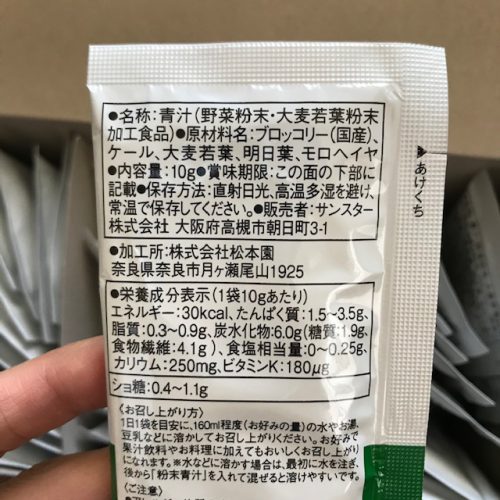 ●名称:青汁(野菜粉末・大麦若葉粉末
加工食品)●原材料名:ブロッコリー(国産)、
ケール、大麦若葉、明日葉、モロヘイヤ
●内容量:10g●賞味期限:この面の下部に
記載●保存方法:直射日光、高温多湿を避け、
常温で保存してください。●販売者:サンスター
株式会社 大阪府高槻市朝日町3-1
●加工所:株式会社松本園
奈良県奈良市月ヶ瀬尾山1925
●栄養成分表示(1袋10gあたり)
エネルギー:30kcal、たんぱく質:1.5~3.5g、
脂質:0.3~0.9g、炭水化物:6.0g(糖質:1.9g、
食物繊維:4.1g)、食塩相当量:0~0.25g、
カリウム:250mg、ビタミンK:180μg
ショ糖:0.4~1.1g
〈お召し上がり方〉
1日1袋を目安に、160ml程度(お好みの量)の水やお湯、
豆乳などに溶かしてお召し上がりください。お好みで
果汁飲料やお料理に加えてもおいしくお召し上がり
になれます。※水などに溶かす場合は、最初に水を注ぎ、
後から「粉末青汁」を入れて混ぜると溶けやすいです。
〈ご注意〉
あけくち